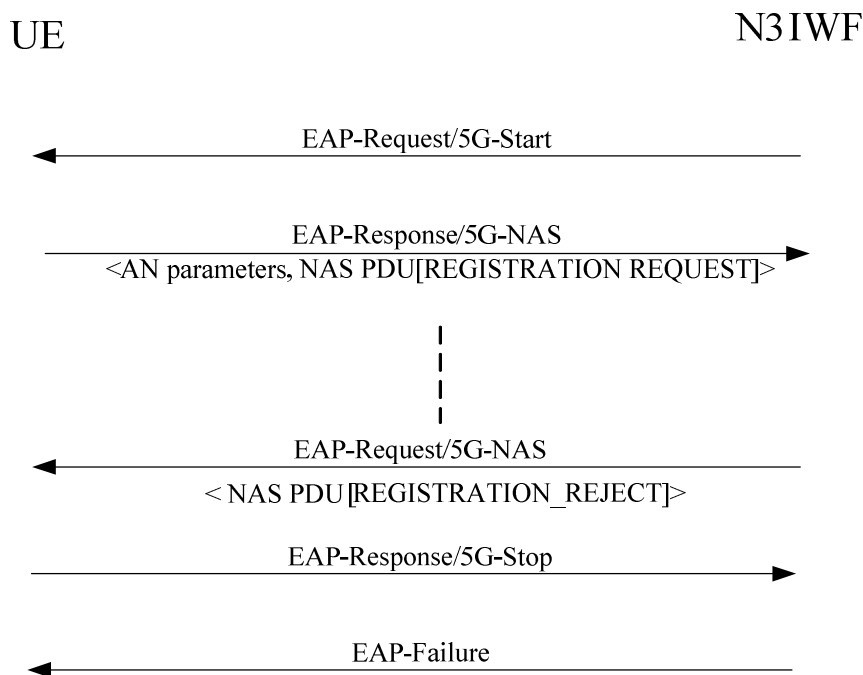 UE
N3IWF
EAP-Request/5G-Start
EAP-Response/5G-NAS
<AN parameters, NAS PDU[REGISTRATION REQUEST]>
EAP-Request/5G-NAS
< NAS PDU[REGISTRATION_REJECT]>
EAP-Response/5G-Stop
EAP-Failure